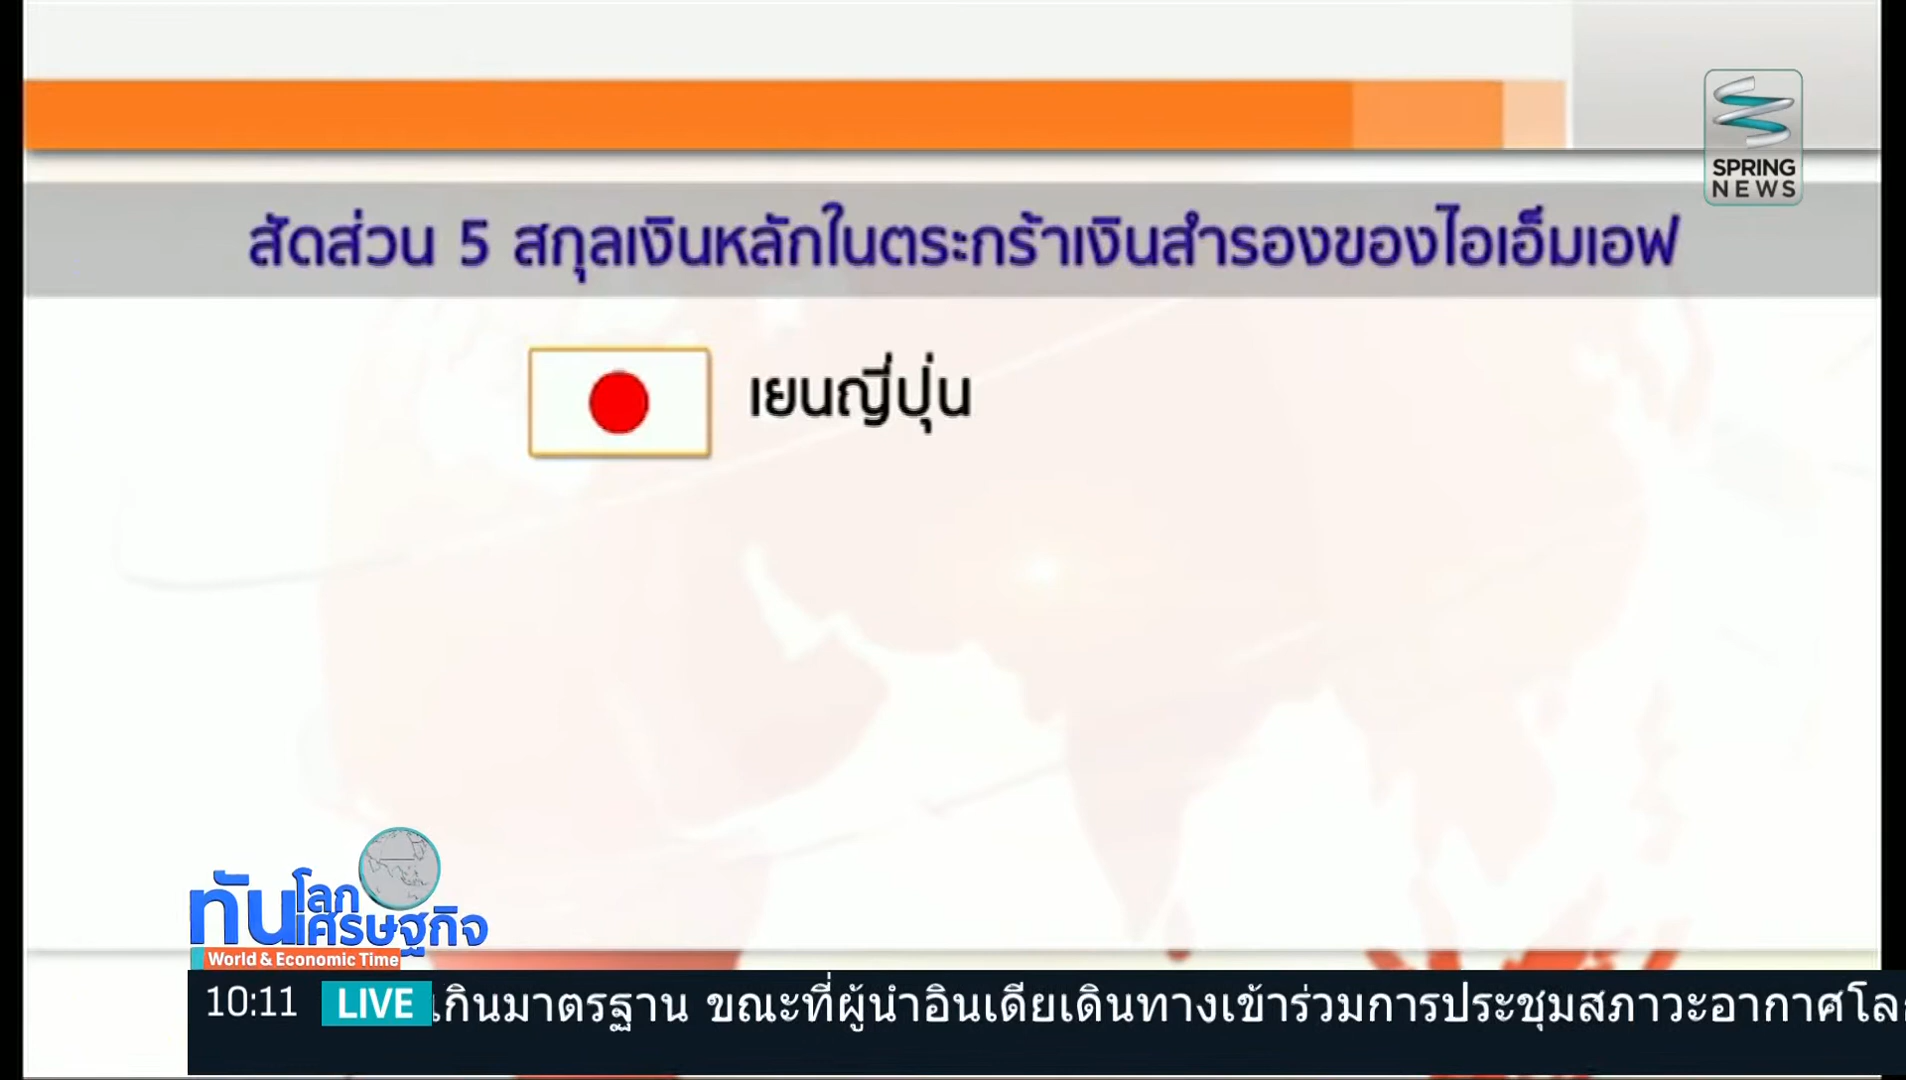 SPRING
NEWS
สัดส่วน 5 สกุลเงินหลักในตระกร้าเงินสำรองของไอเอ็มเอฟ
เยนญี่ปุ่น
ทันโลก
เศรษฐกิจ
World & Economic Time
10:11 LIVE เกินมาตรฐาน ขณะที่ผู้นำอินเดียเดินทางเข้าร่วมการประชุมสภาวะอากาศโล